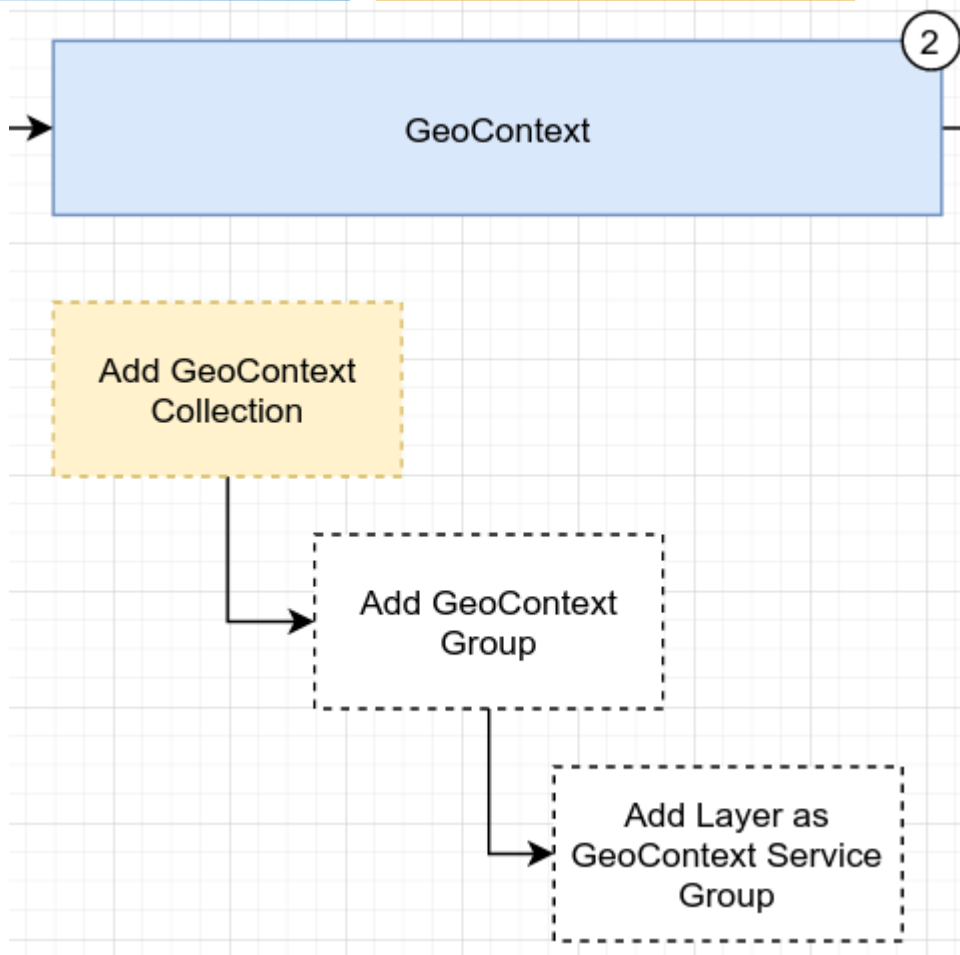 2
GeoContext
Add GeoContext
Collection
Add GeoContext
Group
Add Layer as
GeoContext Service
Group